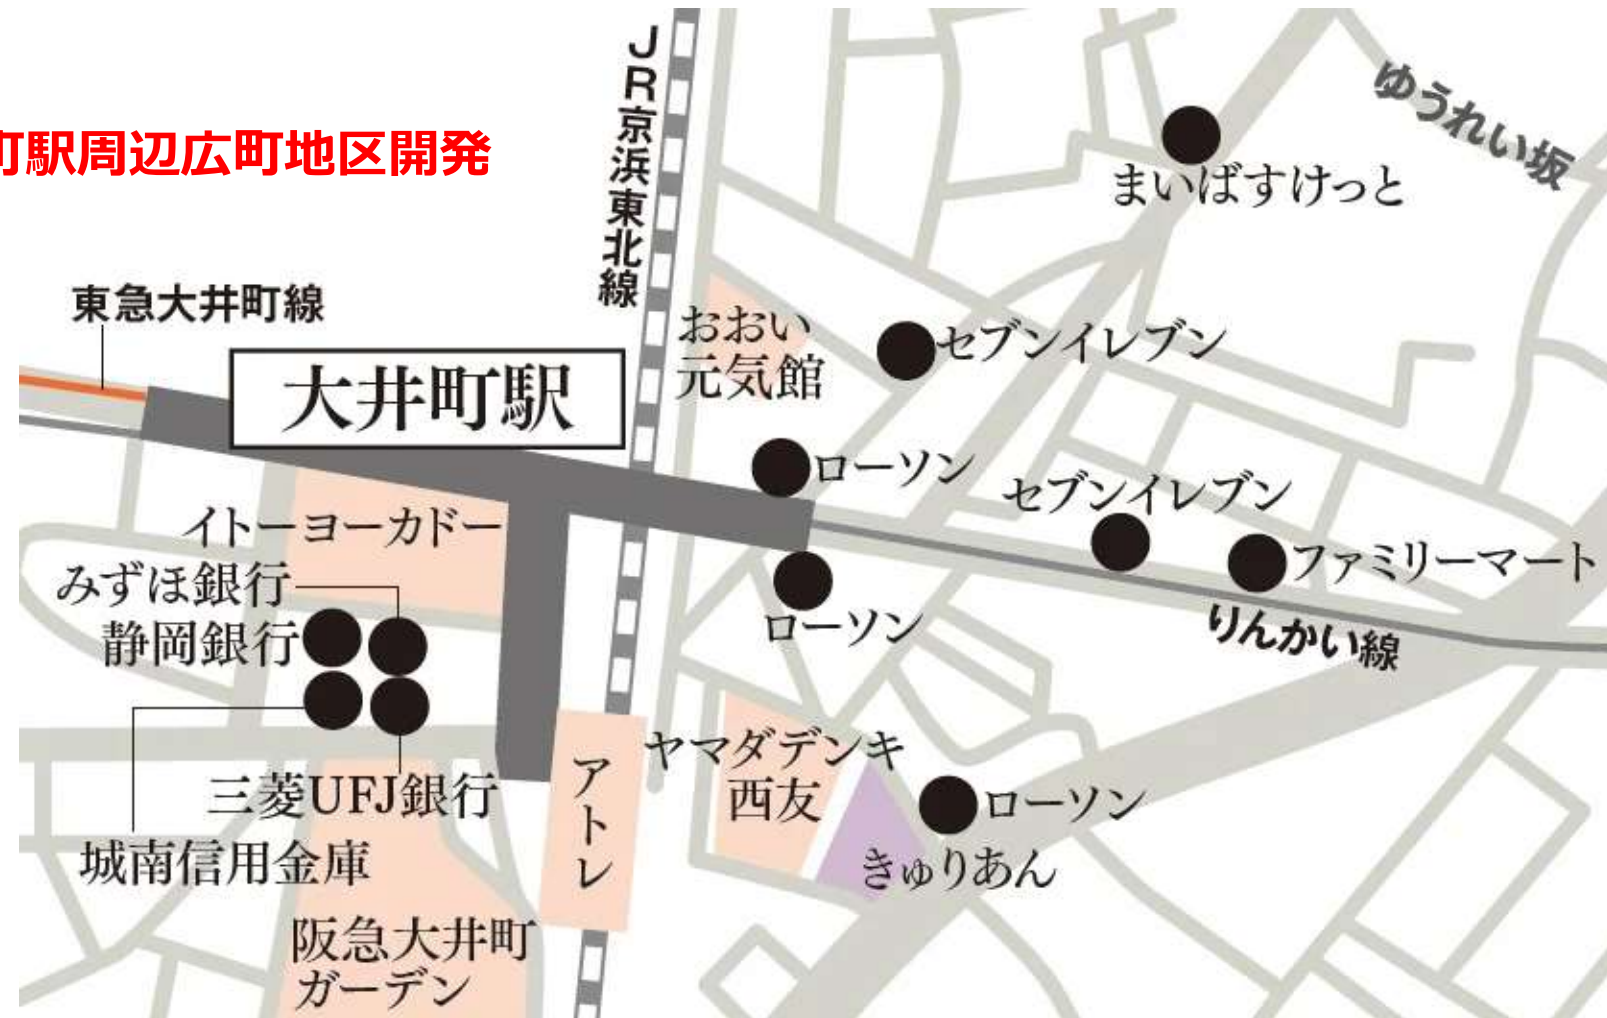 町駅周辺広町地区開発
JR京浜東北線
ゆうれい坂
まいばすけっと
東急大井町線
大井町駅
おおい
元気館
セブンイレブン
ローソン
セブンイレブン
ファミリーマート
りんかい線
イトーヨーカドー
みずほ銀行
静岡銀行
ローソン
三菱UFJ銀行
城南信用金庫
アトレ
ヤマダデンキ
西友
ローソン
きゅりあん
阪急大井町
ガーデン